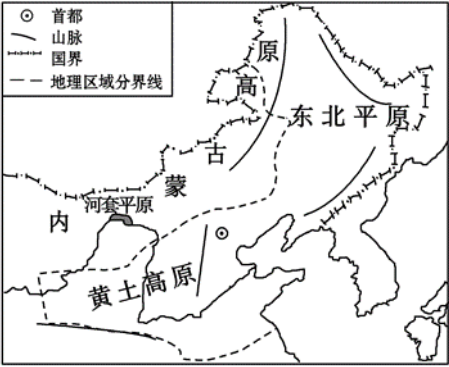 首都
山脉
国界
地理区域分界线
内蒙古高原
东北平原
河套平原
黄土高原